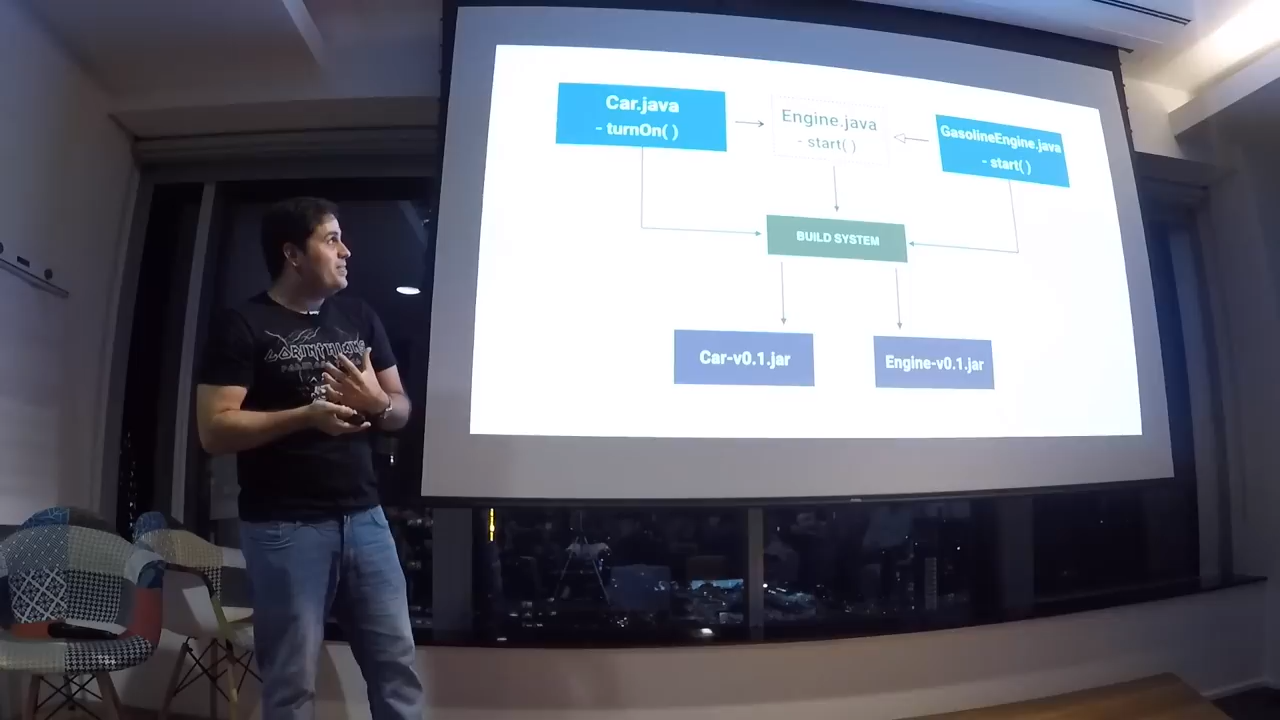 Car.java
- turnOn( )
Engine.java
- start( )
GasolineEngine.java
- start( )
BUILD SYSTEM
Car-v0.1.jar
Engine-v0.1.jar
CORINTHIANS